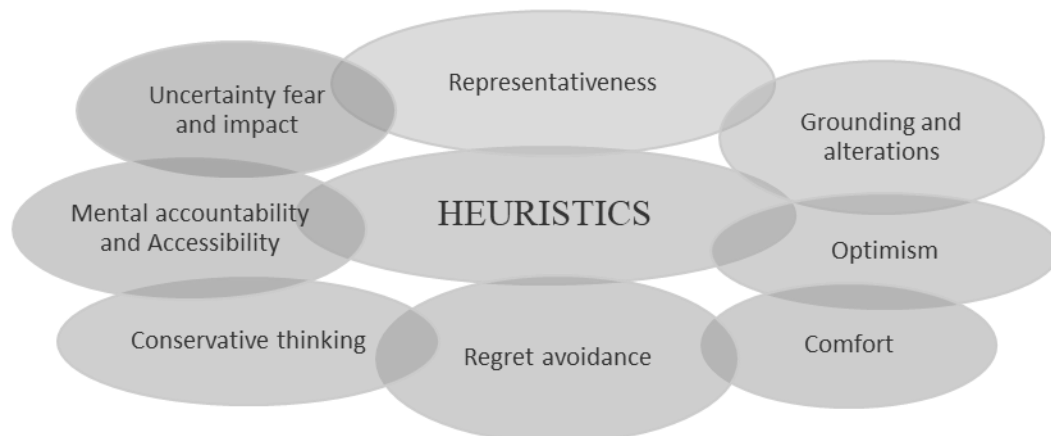 Representativeness
Uncertainty fear
and impact
Grounding and
alterations
Mental accountability
and Accessibility
HEURISTICS
Optimism
Conservative thinking
Regret avoidance
Comfort